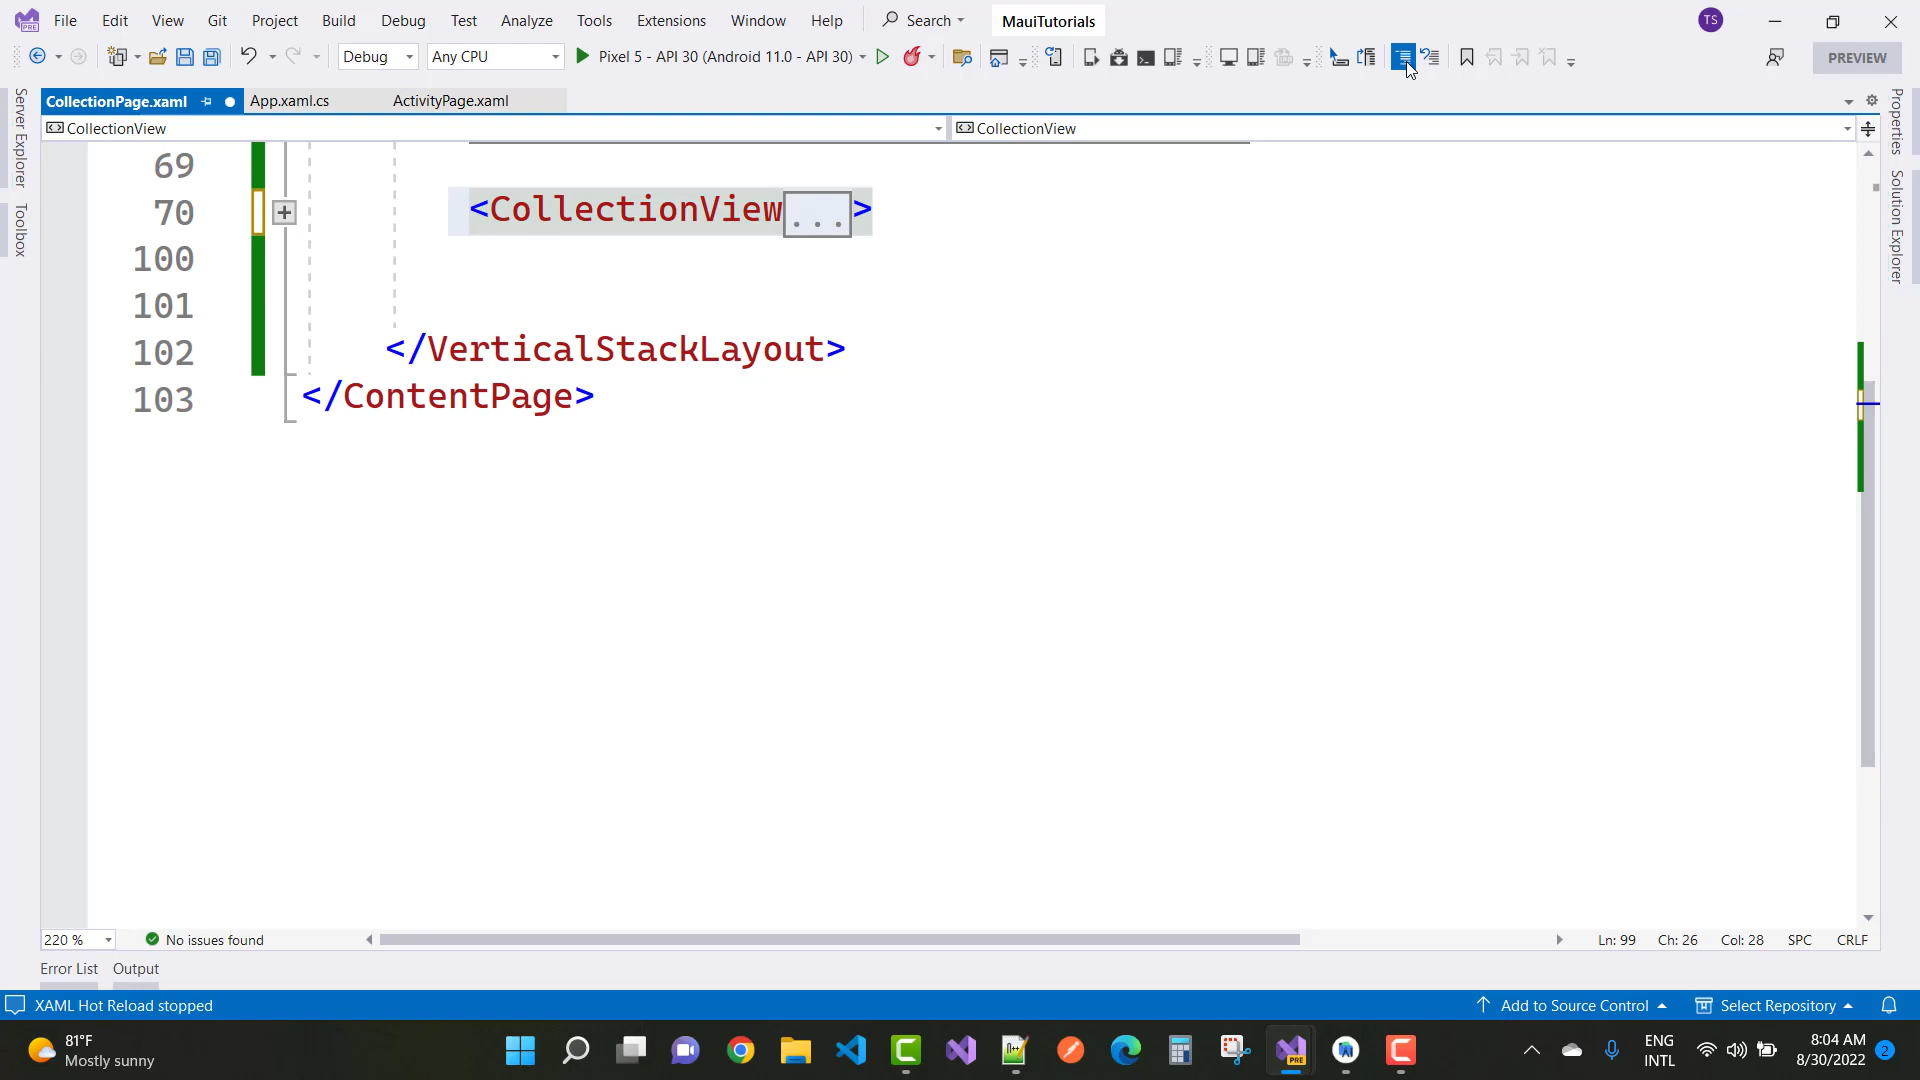 File Edit View Git Project Build Debug Test Analyze Tools Extensions Window Help Search MauiTutorials TS
Debug Any CPU Pixel 5 - API 30 (Android 11.0 - API 30) PREVIEW
CollectionPage.xaml App.xaml.cs ActivityPage.xaml
CollectionView CollectionView
Server Explorer
Toolbox
Properties
Solution Explorer
69
70 <CollectionView...>
100
101
102 </VerticalStackLayout>
103 </ContentPage>
220 % No issues found Ln: 99 Ch: 26 Col: 28 SPC CRLF
Error List Output
XAML Hot Reload stopped Add to Source Control Select Repository
81°F
Mostly sunny
PRE
ENG
INTL
8:04 AM
8/30/2022
2